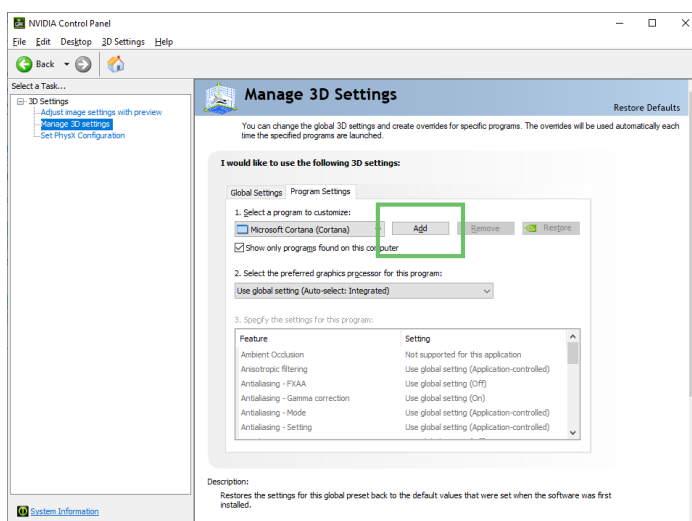 NVIDIA Control Panel
File Edit Desktop 3D Settings Help
Back
Select a Task...
3D Settings
Adjust image settings with preview
Manage 3D settings
Set PhysX Configuration
System Information
Manage 3D Settings
Restore Defaults
You can change the global 3D settings and create overrides for specific programs. The overrides will be used automatically each
time the specified programs are launched.
I would like to use the following 3D settings:
Global Settings Program Settings
1. Select a program to customize:
Microsoft Cortana (Cortana) Add Remove Restore
Show only programs found on this computer
2. Select the preferred graphics processor for this program:
Use global setting (Auto-select: Integrated)
3. Specify the settings for this program:
Feature Setting
Ambient Occlusion Not supported for this application
Anisotropic filtering Use global setting (Application-controlled)
Antialiasing - FXAA Use global setting (Off)
Antialiasing - Gamma correction Use global setting (On)
Antialiasing - Mode Use global setting (Application-controlled)
Antialiasing - Setting Use global setting (Application-controlled)
Description:
Restores the settings for this global preset back to the default values that were set when the software was first
installed.